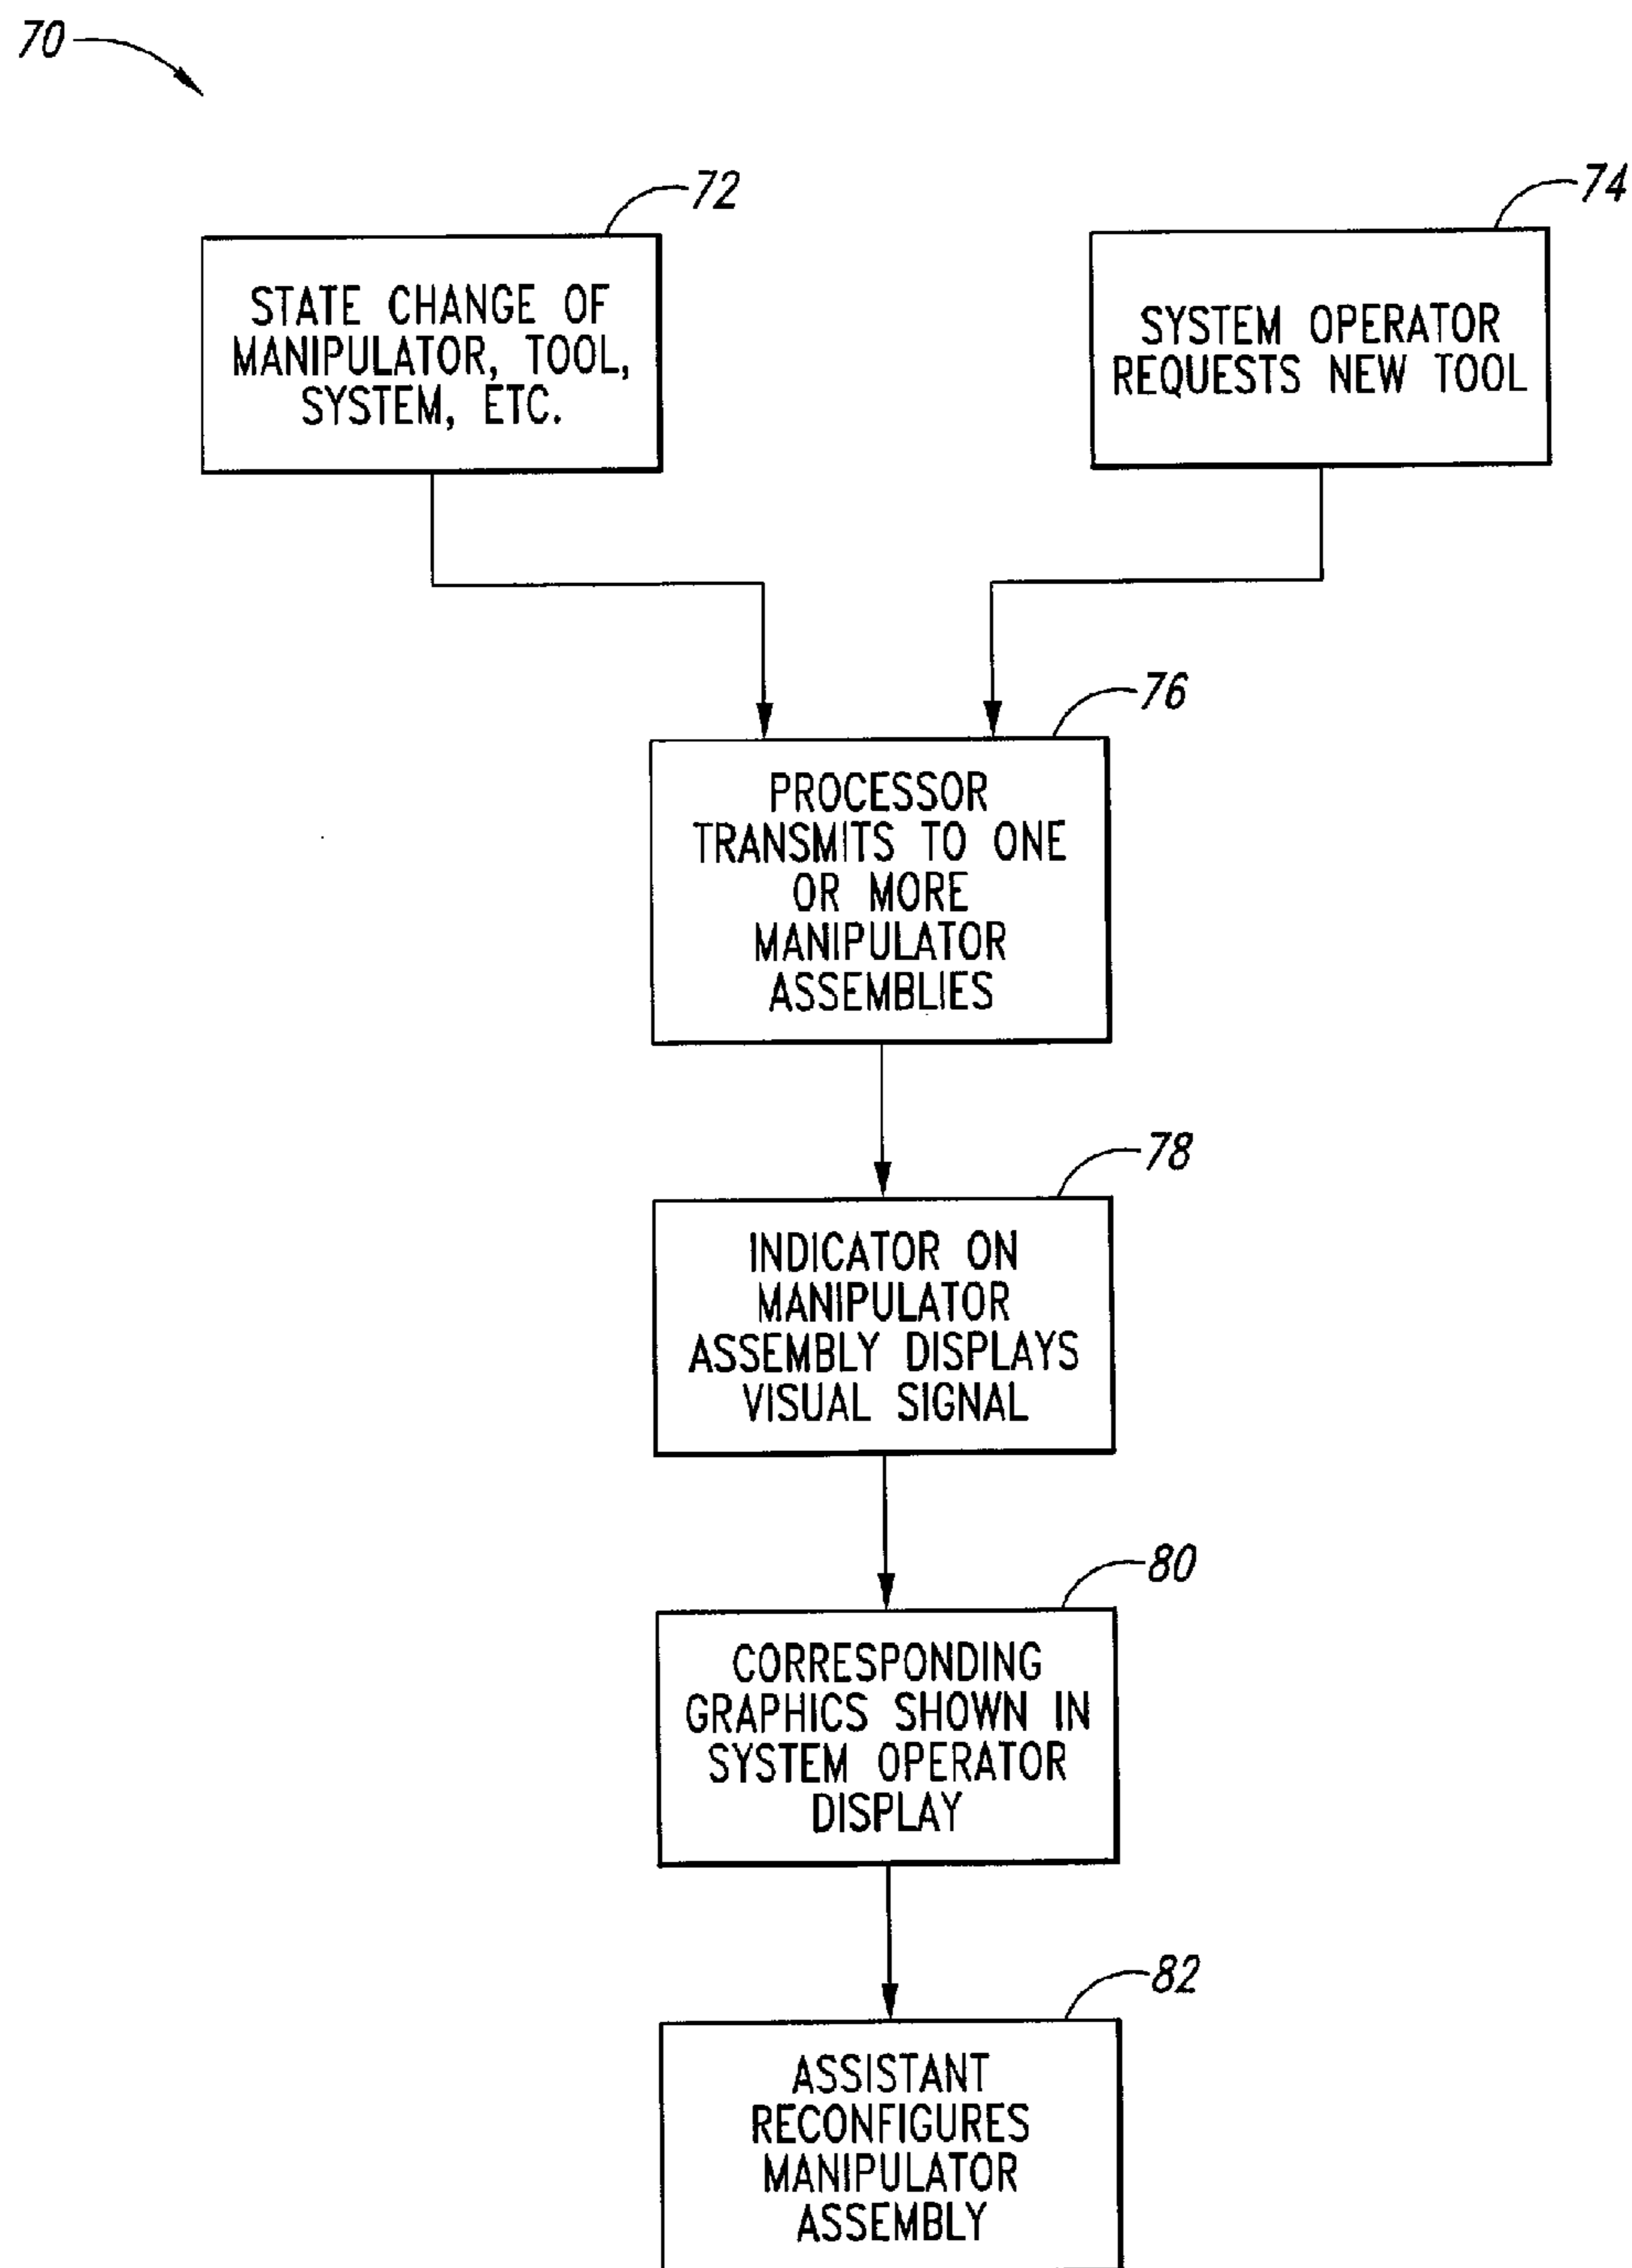 70
72
STATE CHANGE OF
MANIPULATOR, TOOL,
SYSTEM, ETC.
74
SYSTEM OPERATOR
REQUESTS NEW TOOL
76
PROCESSOR
TRANSMITS TO ONE
OR MORE
MANIPULATOR
ASSEMBLIES
78
INDICATOR ON
MANIPULATOR
ASSEMBLY DISPLAYS
VISUAL SIGNAL
80
CORRESPONDING
GRAPHICS SHOWN IN
SYSTEM OPERATOR
DISPLAY
82
ASSISTANT
RECONFIGURES
MANIPULATOR
ASSEMBLY